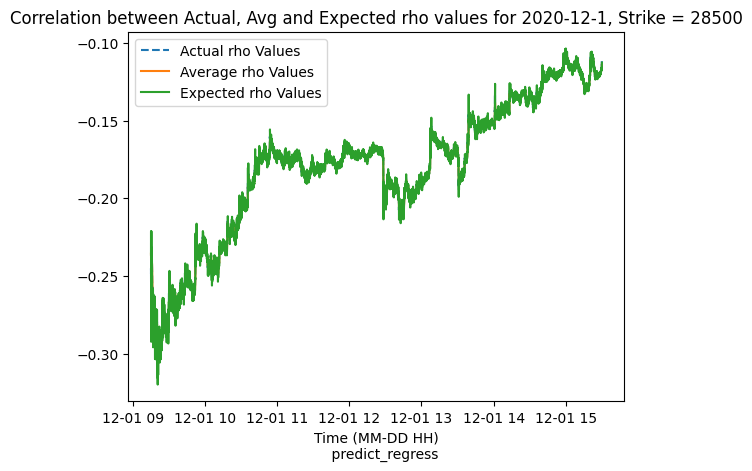 Correlation between Actual, Avg and Expected rho values for 2020-12-1, Strike = 28500
Actual rho Values
Average rho Values
Expected rho Values
−0.10
−0.15
−0.20
−0.25
−0.30
12-01 09 12-01 10 12-01 11 12-01 12 12-01 13 12-01 14 12-01 15
Time (MM-DD HH)
predict_regress